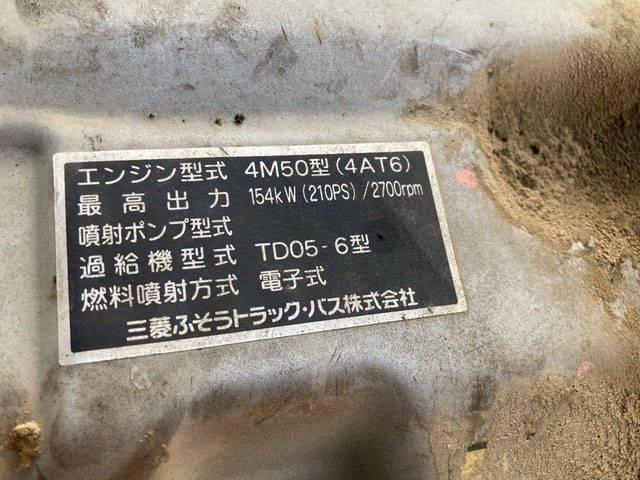 エンジン型式 4M50型(4AT6)
最高出力 154kW(210PS)/2700rpm
噴射ポンプ型式
過給機型式 TD05-6型
燃料噴射方式 電子式
三菱ふそうトラック・バス株式会社